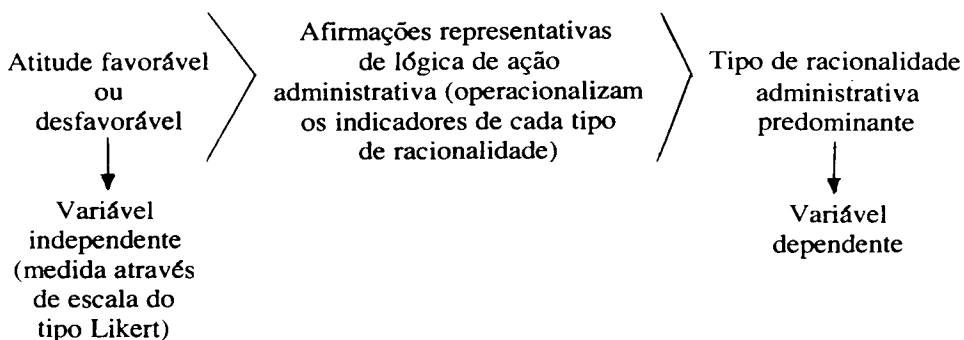 Atitude favorável
ou
desfavorável
Variável
independente
(medida através
de escala do
tipo Likert)
Afirmações representativas
de lógica de ação
administrativa (operacionalizam
os indicadores de cada tipo
de racionalidade)
Tipo de racionalidade
administrativa
predominante
Variável
dependente